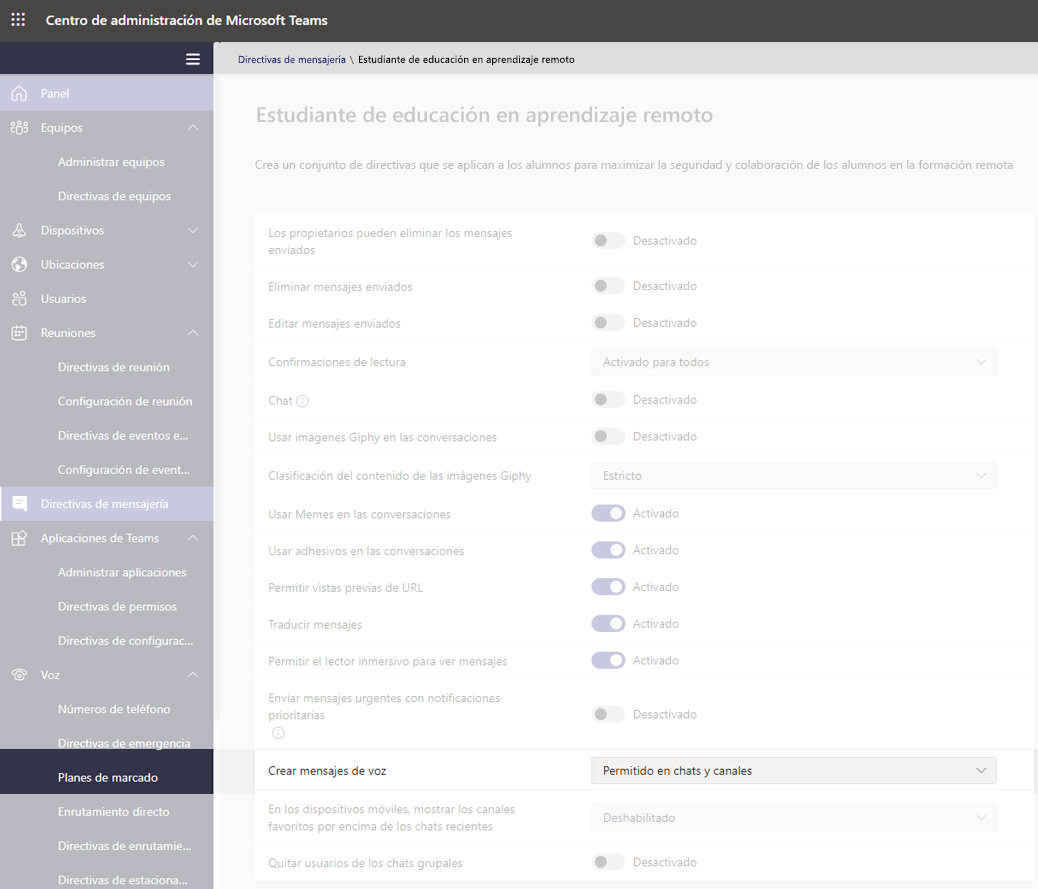 Centro de administración de Microsoft Teams
Directivas de mensajería \ Estudiante de educación en aprendizaje remoto
Panel
Equipos
Administrar equipos
Directivas de equipos
Dispositivos
Ubicaciones
Usuarios
Reuniones
Directivas de reunión
Configuración de reunión
Directivas de eventos e...
Configuración de event...
Directivas de mensajería
Aplicaciones de Teams
Administrar aplicaciones
Directivas de permisos
Directivas de configurac...
Voz
Números de teléfono
Directivas de emergencia
Planes de marcado
Enrutamiento directo
Directivas de enrutamie...
Directivas de estaciona...
Estudiante de educación en aprendizaje remoto
Crea un conjunto de directivas que se aplican a los alumnos para maximizar la seguridad y colaboración de los alumnos en la formación remota
Los propietarios pueden eliminar los mensajes
enviados
Desactivado
Eliminar mensajes enviados Desactivado
Editar mensajes enviados Desactivado
Confirmaciones de lectura Activado para todos
Chat Desactivado
Usar imágenes Giphy en las conversaciones Desactivado
Clasificación del contenido de las imágenes Giphy Estricto
Usar Memes en las conversaciones Activado
Usar adhesivos en las conversaciones Activado
Permitir vistas previas de URL Activado
Traducir mensajes Activado
Permitir el lector inmersivo para ver mensajes Activado
Enviar mensajes urgentes con notificaciones
prioritarias
Desactivado
Crear mensajes de voz Permitido en chats y canales
En los dispositivos móviles, mostrar los canales
favoritos por encima de los chats recientes
Deshabilitado
Quitar usuarios de los chats grupales Desactivado